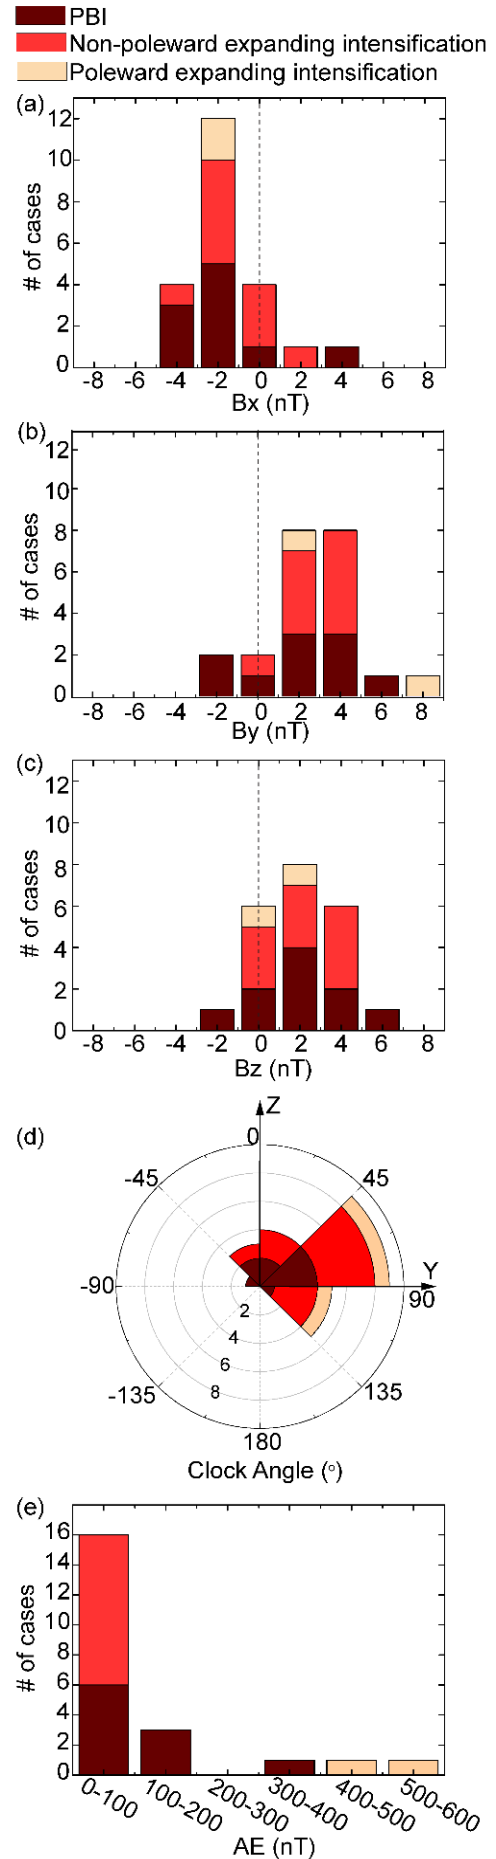 PBI
Non-poleward expanding intensification
Poleward expanding intensification
(a)
12
10
8
6
4
2
0
# of cases
-8 -6 -4 -2 0 2 4 6 8
Bx (nT)
(b)
12
10
8
6
4
2
0
# of cases
-8 -6 -4 -2 0 2 4 6 8
By (nT)
(c)
12
10
8
6
4
2
0
# of cases
-8 -6 -4 -2 0 2 4 6 8
Bz (nT)
(d)
Z
0
-45 45
Y
-90 90
2
4
6
8
-135 135
180
Clock Angle (°)
(e)
16
14
12
10
8
6
4
2
0
# of cases
0-100 100-200 200-300 300-400 400-500 500-600
AE (nT)